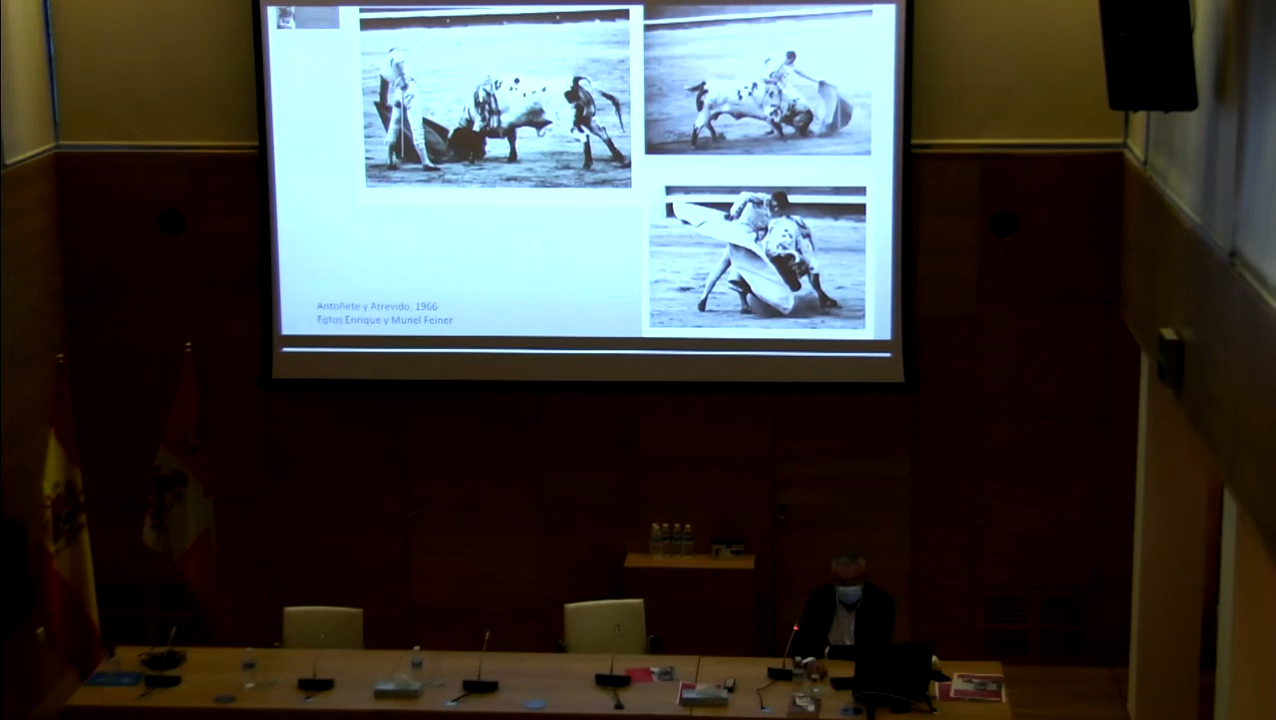 Antoñete y Atrevido, 1966
Fotos Enrique y Muriel Feiner